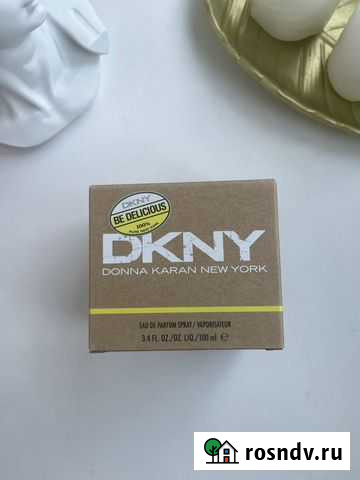 DKNY
BE DELICIOUS
100%
DKNY
DONNA KARAN NEW YORK
EAU DE PARFUM SPRAY / VAPORISATEUR
3.4 FL. OZ./OZ. LIQ./100 ml ℮
rosndv.ru